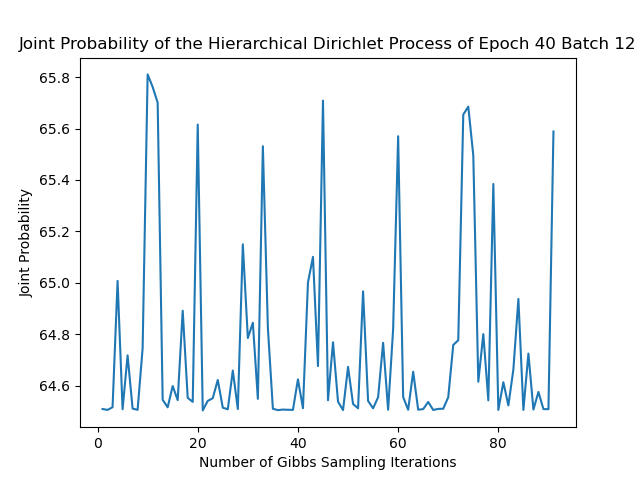 Joint Probability of the Hierarchical Dirichlet Process of Epoch 40 Batch 12
65.8
65.6
65.4
65.2
65.0
64.8
64.6
Joint Probability
0 20 40 60 80
Number of Gibbs Sampling Iterations